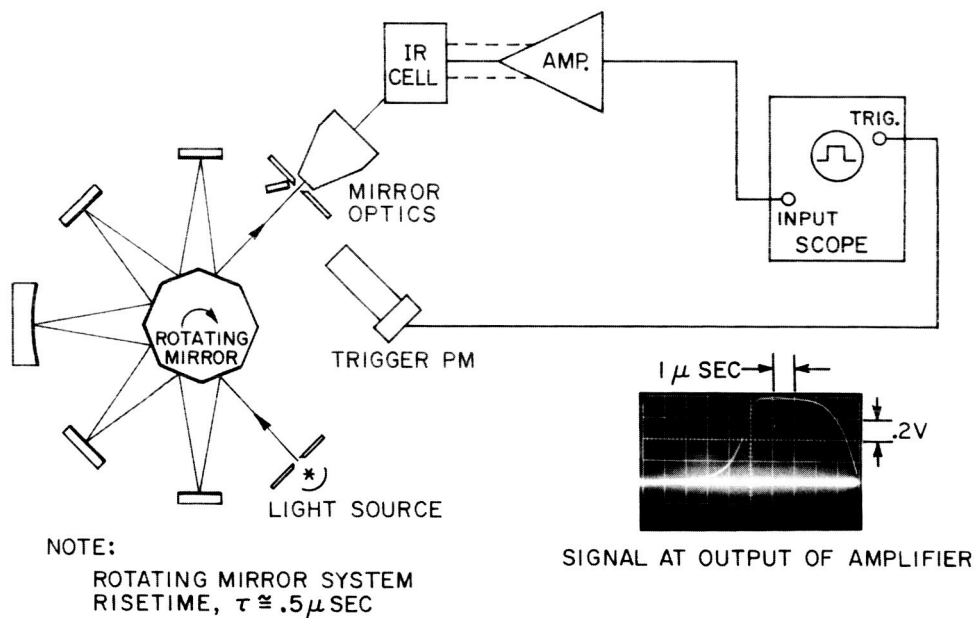 IR
CELL
AMP.
TRIG.
INPUT
SCOPE
MIRROR
OPTICS
ROTATING
MIRROR
TRIGGER PM
1 μ SEC
.2V
*
LIGHT SOURCE
SIGNAL AT OUTPUT OF AMPLIFIER
NOTE:
ROTATING MIRROR SYSTEM
RISETIME, τ ≅ .5 μ SEC